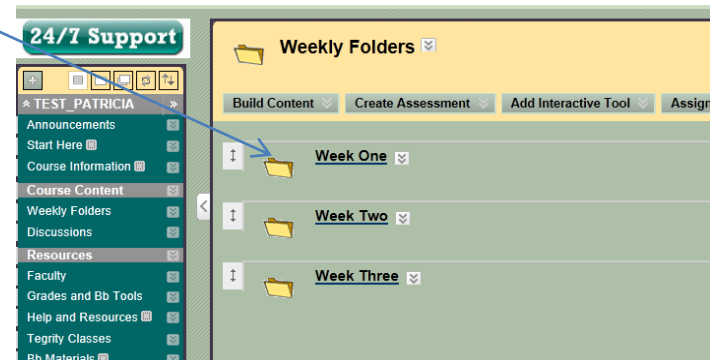 24/7 Support
TEST_PATRICIA
Announcements
Start Here
Course Information
Course Content
Weekly Folders
Discussions
Resources
Faculty
Grades and Bb Tools
Help and Resources
Tegrity Classes
Bb Materials
Weekly Folders
Build Content Create Assessment Add Interactive Tool Assign
Week One
Week Two
Week Three